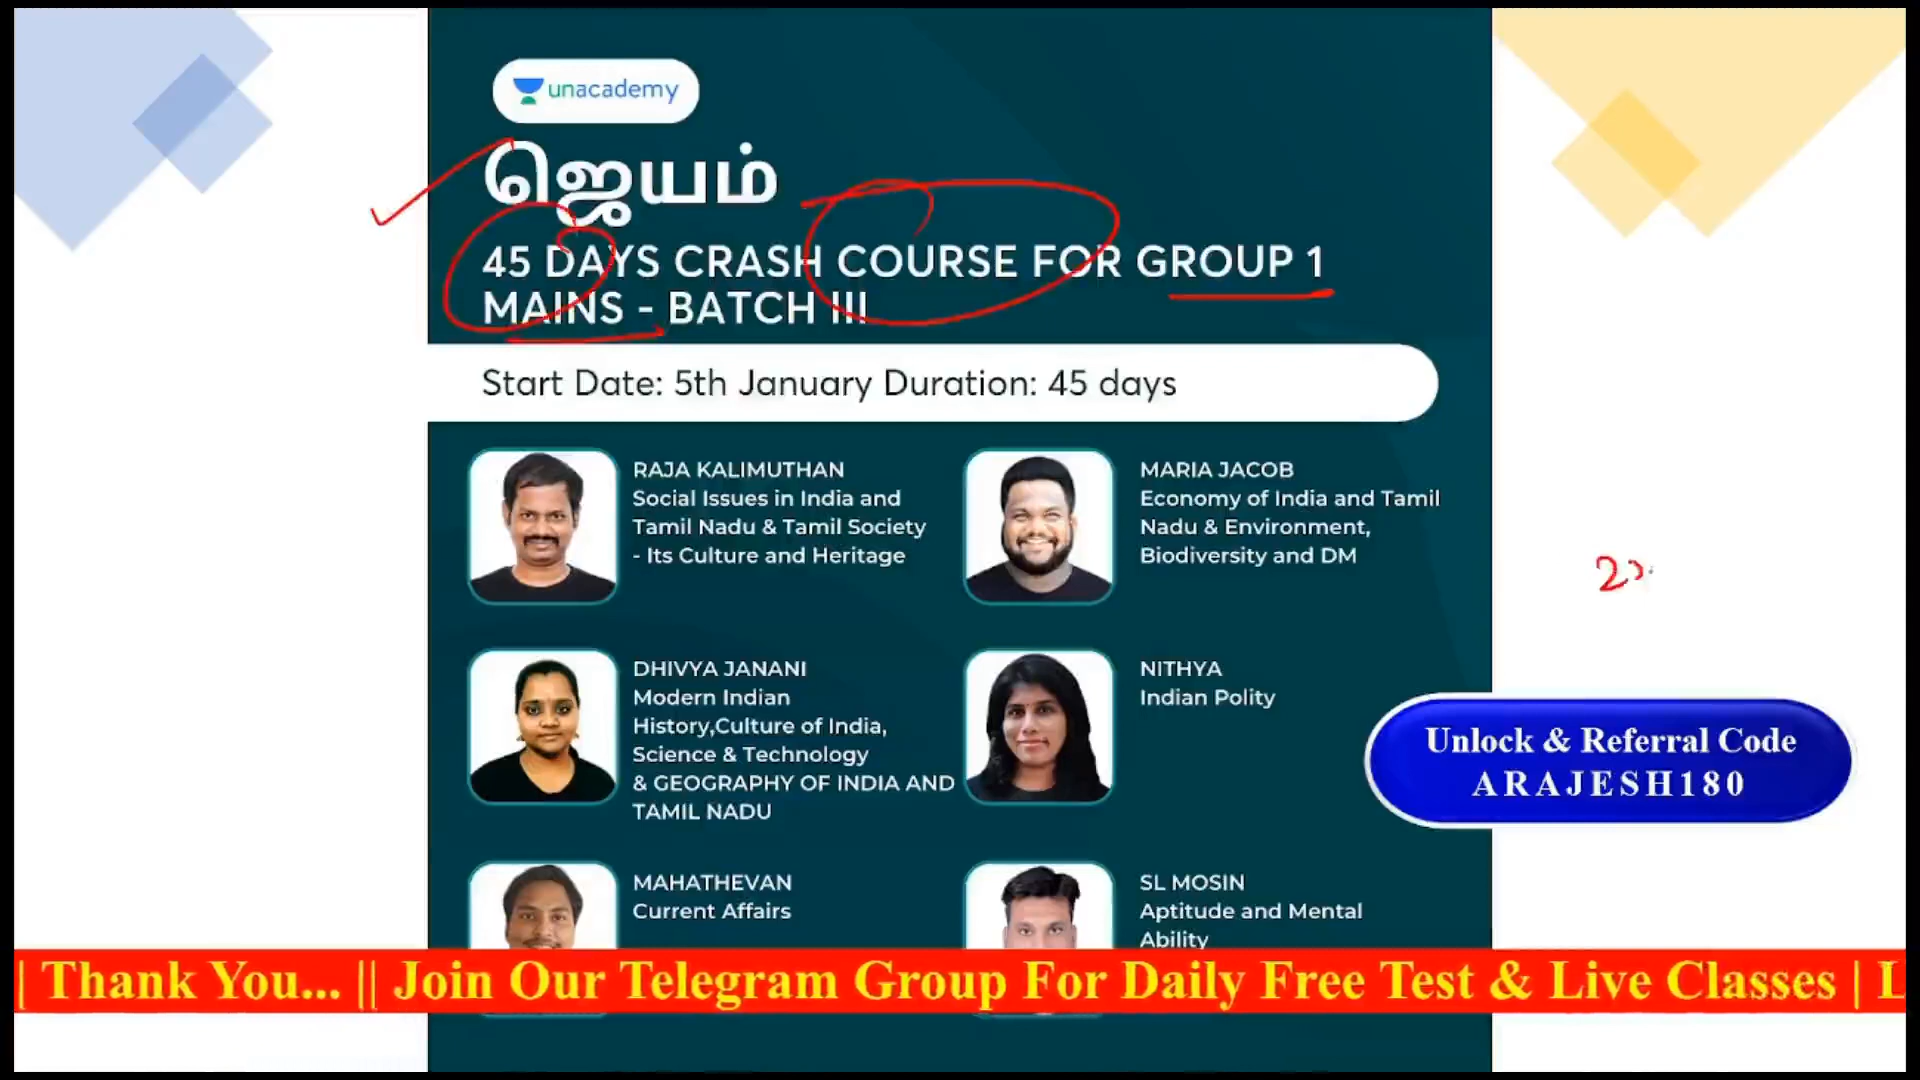 unacademy
ஜெயம்
45 DAYS CRASH COURSE FOR GROUP 1
MAINS - BATCH III
Start Date: 5th January Duration: 45 days
RAJA KALIMUTHAN
Social Issues in India and
Tamil Nadu & Tamil Society
- Its Culture and Heritage
MARIA JACOB
Economy of India and Tamil
Nadu & Environment,
Biodiversity and DM
DHIVYA JANANI
Modern Indian
History,Culture of India,
Science & Technology
& GEOGRAPHY OF INDIA AND
TAMIL NADU
NITHYA
Indian Polity
Unlock & Referral Code
ARAJESH180
MAHATHEVAN
Current Affairs
SL MOSIN
Aptitude and Mental
Ability
| Thank You... || Join Our Telegram Group For Daily Free Test & Live Classes | L